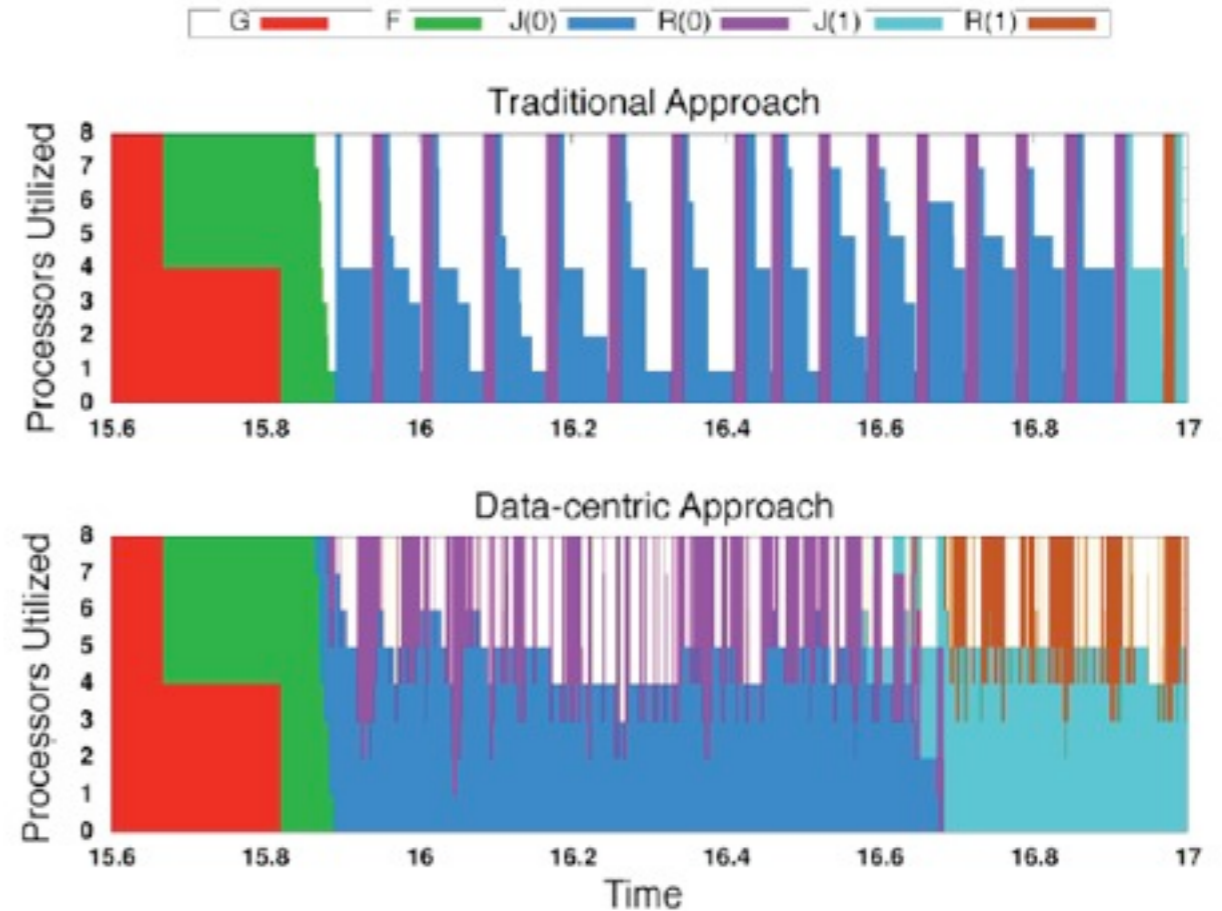 G F J(0) R(0) J(1) R(1)
Traditional Approach
Processors Utilized
8
7
6
5
4
3
2
1
0
15.6 15.8 16 16.2 16.4 16.6 16.8 17
Data-centric Approach
Processors Utilized
8
7
6
5
4
3
2
1
0
15.6 15.8 16 16.2 16.4 16.6 16.8 17
Time